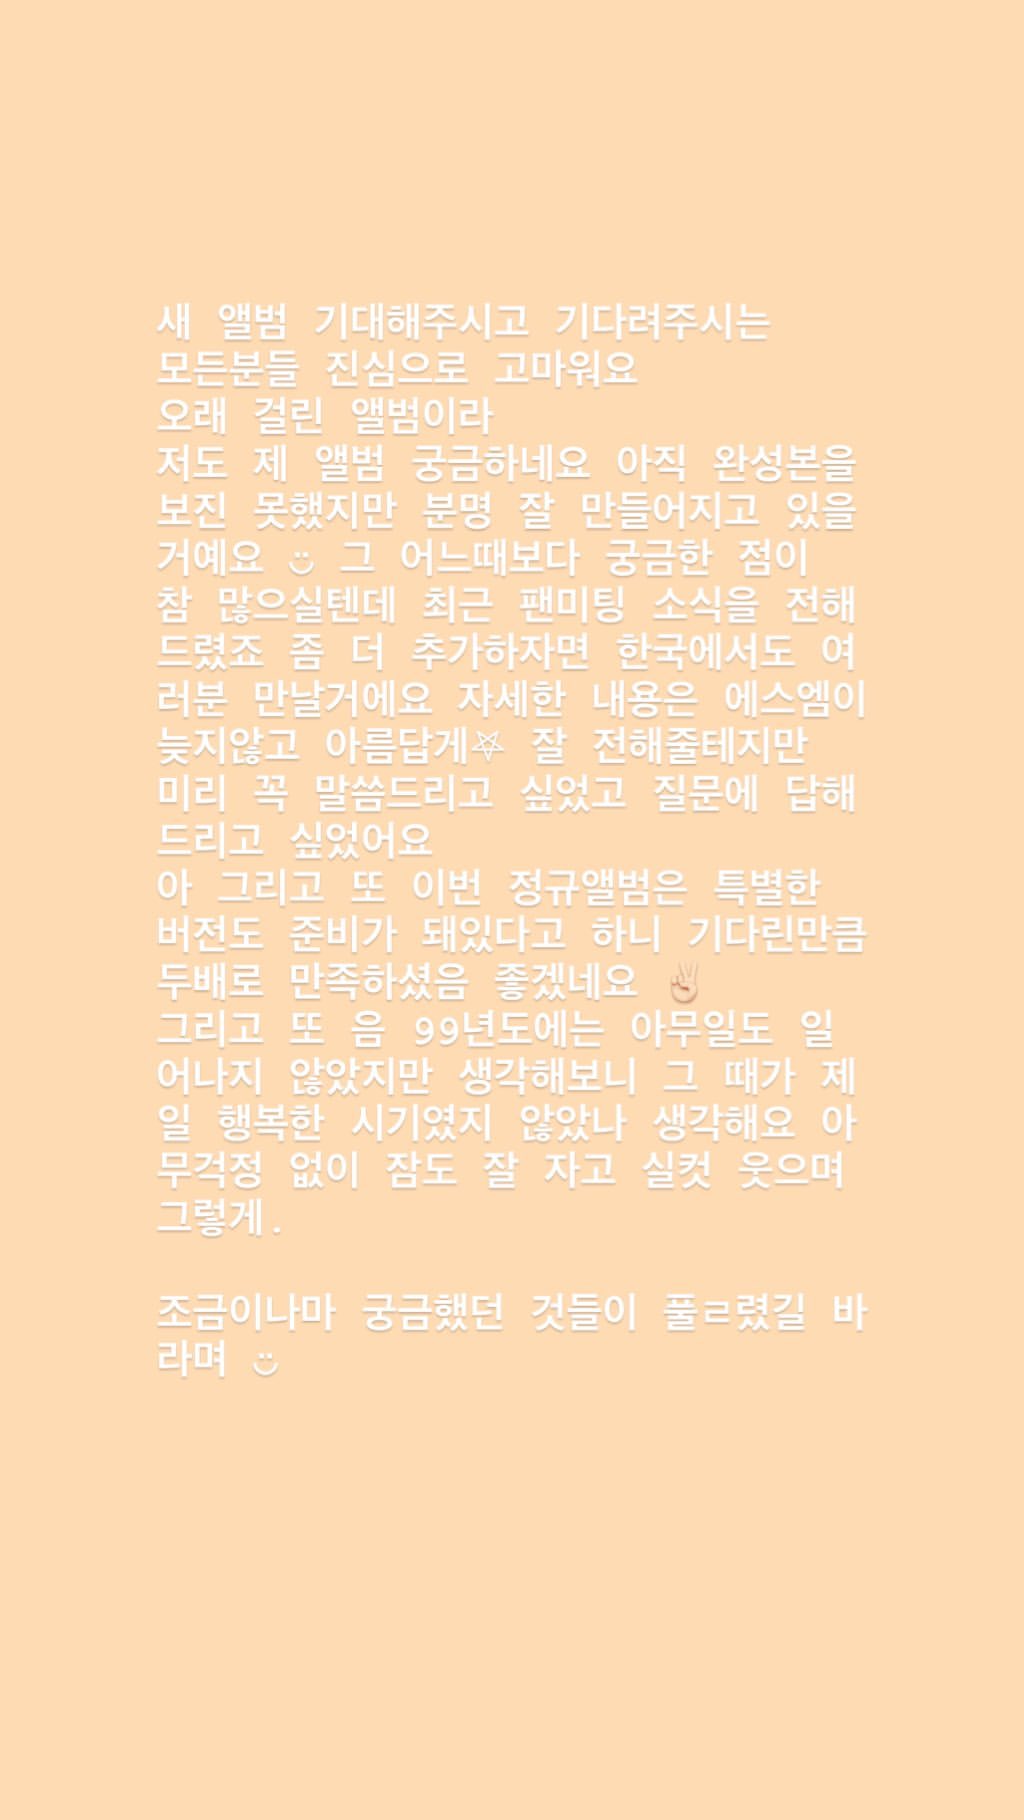 새 앨범 기대해주시고 기다려주시는
모든분들 진심으로 고마워요
오래 걸린 앨범이라
저도 제 앨범 궁금하네요 아직 완성본을
보진 못했지만 분명 잘 만들어지고 있을
거예요 ت 그 어느때보다 궁금한 점이
참 많으실텐데 최근 팬미팅 소식을 전해
드렸죠 좀 더 추가하자면 한국에서도 여
러분 만날거에요 자세한 내용은 에스엠이
늦지않고 아름답게⛧ 잘 전해줄테지만
미리 꼭 말씀드리고 싶었고 질문에 답해
드리고 싶었어요
아 그리고 또 이번 정규앨범은 특별한
버전도 준비가 돼있다고 하니 기다린만큼
두배로 만족하셨음 좋겠네요 ✌🏻
그리고 또 음 99년도에는 아무일도 일
어나지 않았지만 생각해보니 그 때가 제
일 행복한 시기였지 않았나 생각해요 아
무걱정 없이 잠도 잘 자고 실컷 웃으며
그렇게.
조금이나마 궁금했던 것들이 풀ㄹ렸길 바
라며 ت